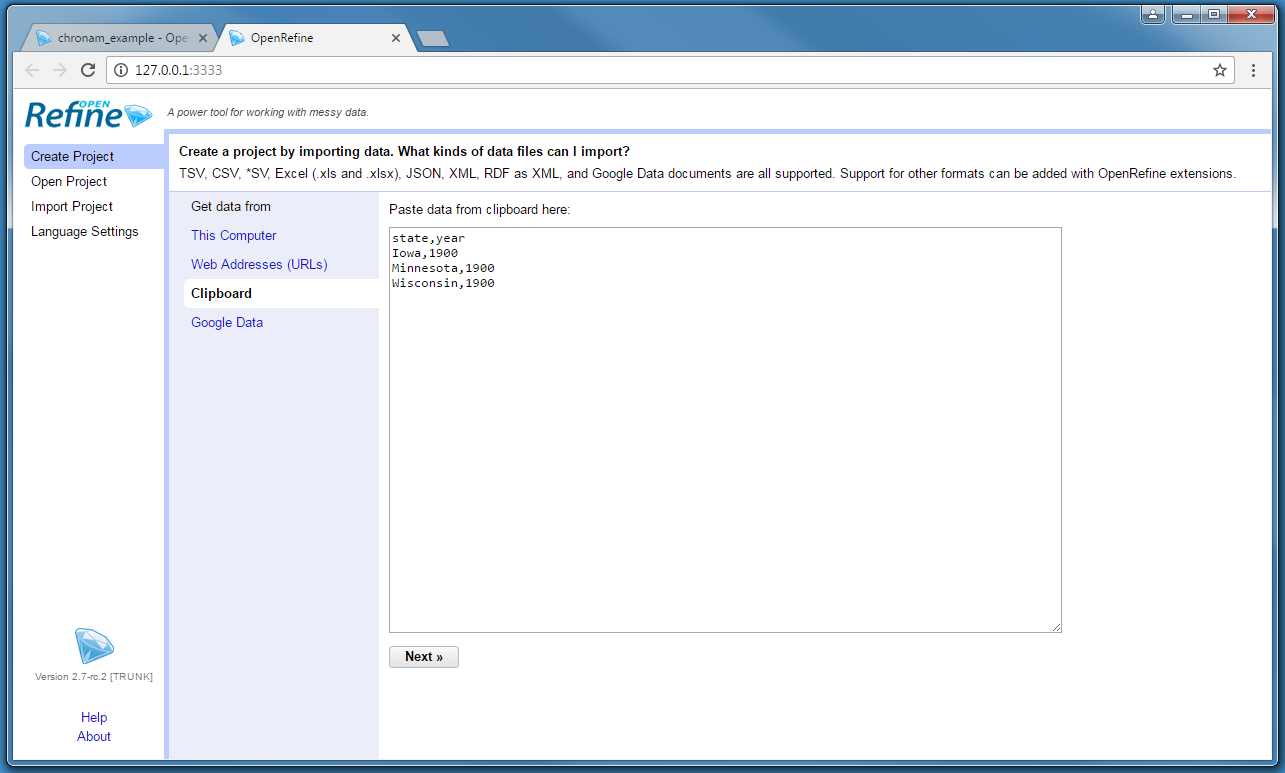 chronam_example - Ope
OpenRefine
127.0.0.1:3333
OPEN
Refine
A power tool for working with messy data.
Create Project
Open Project
Import Project
Language Settings
Create a project by importing data. What kinds of data files can I import?
TSV, CSV, *SV, Excel (.xls and .xlsx), JSON, XML, RDF as XML, and Google Data documents are all supported. Support for other formats can be added with OpenRefine extensions.
Get data from
This Computer
Web Addresses (URLs)
Clipboard
Google Data
Paste data from clipboard here:
state,year
Iowa,1900
Minnesota,1900
Wisconsin,1900
Next »
Version 2.7-rc.2 [TRUNK]
Help
About